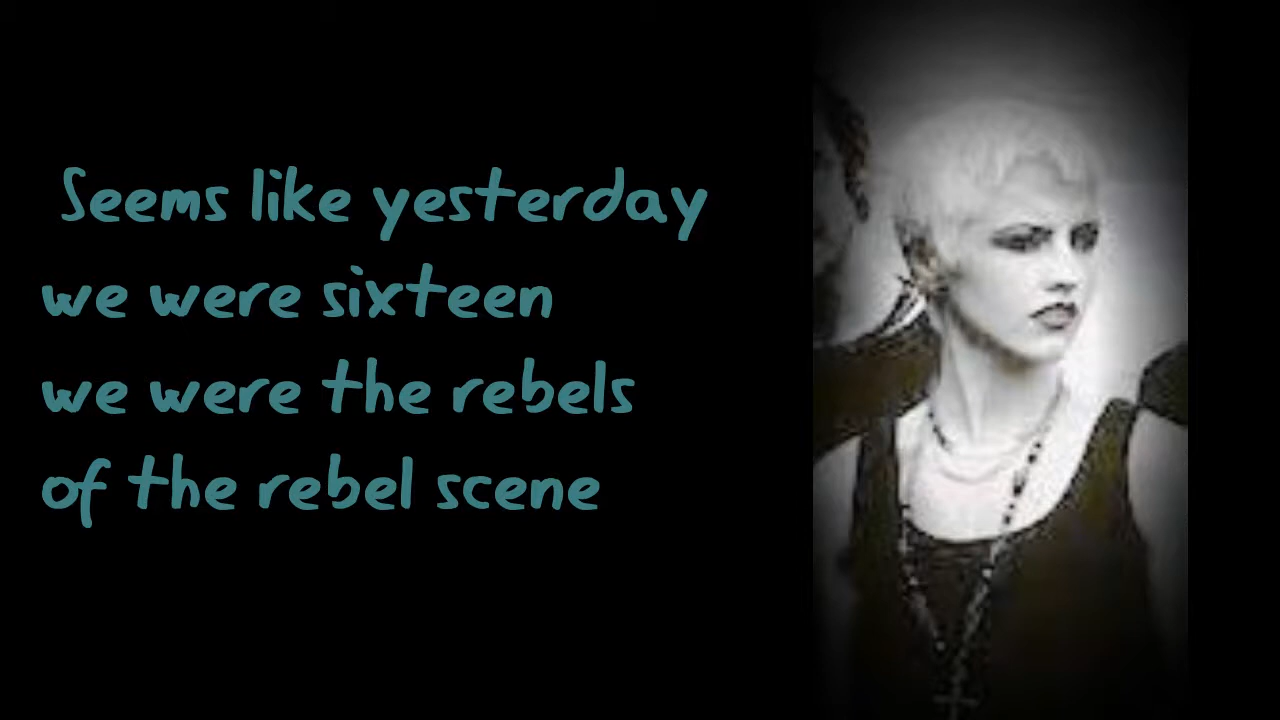 Seems like yesterday
we were sixteen
we were the rebels
of the rebel scene